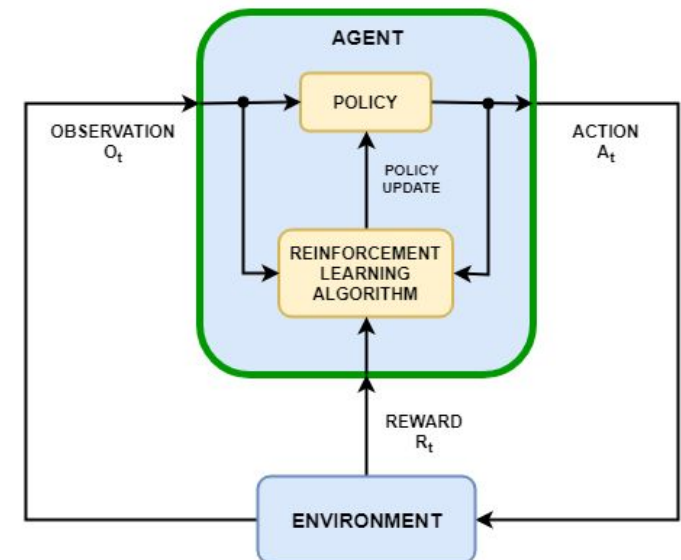 AGENT
POLICY
OBSERVATION
Oₜ
ACTION
Aₜ
POLICY
UPDATE
REINFORCEMENT
LEARNING
ALGORITHM
REWARD
Rₜ
ENVIRONMENT